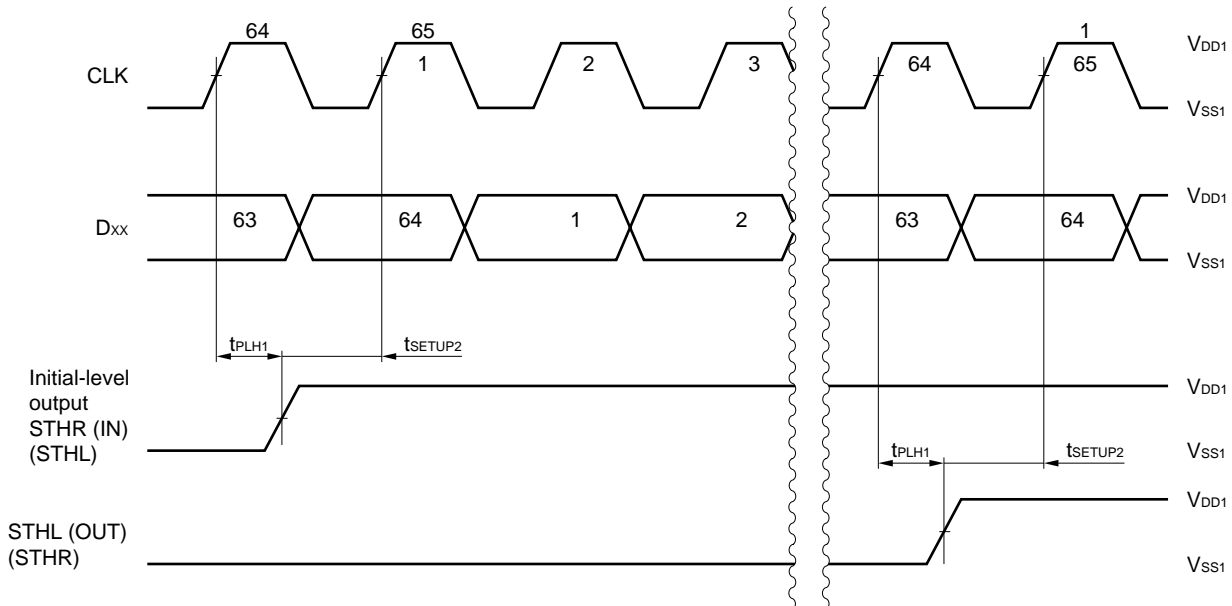 64 65 1
CLK 1 2 3 64 65 VDD1
VSS1
DXX 63 64 1 2 63 64 VDD1
VSS1
tPLH1 tSETUP2
Initial-level
output
STHR (IN)
(STHL)
VDD1
tPLH1 tSETUP2
VSS1
STHL (OUT)
(STHR)
VDD1
VSS1